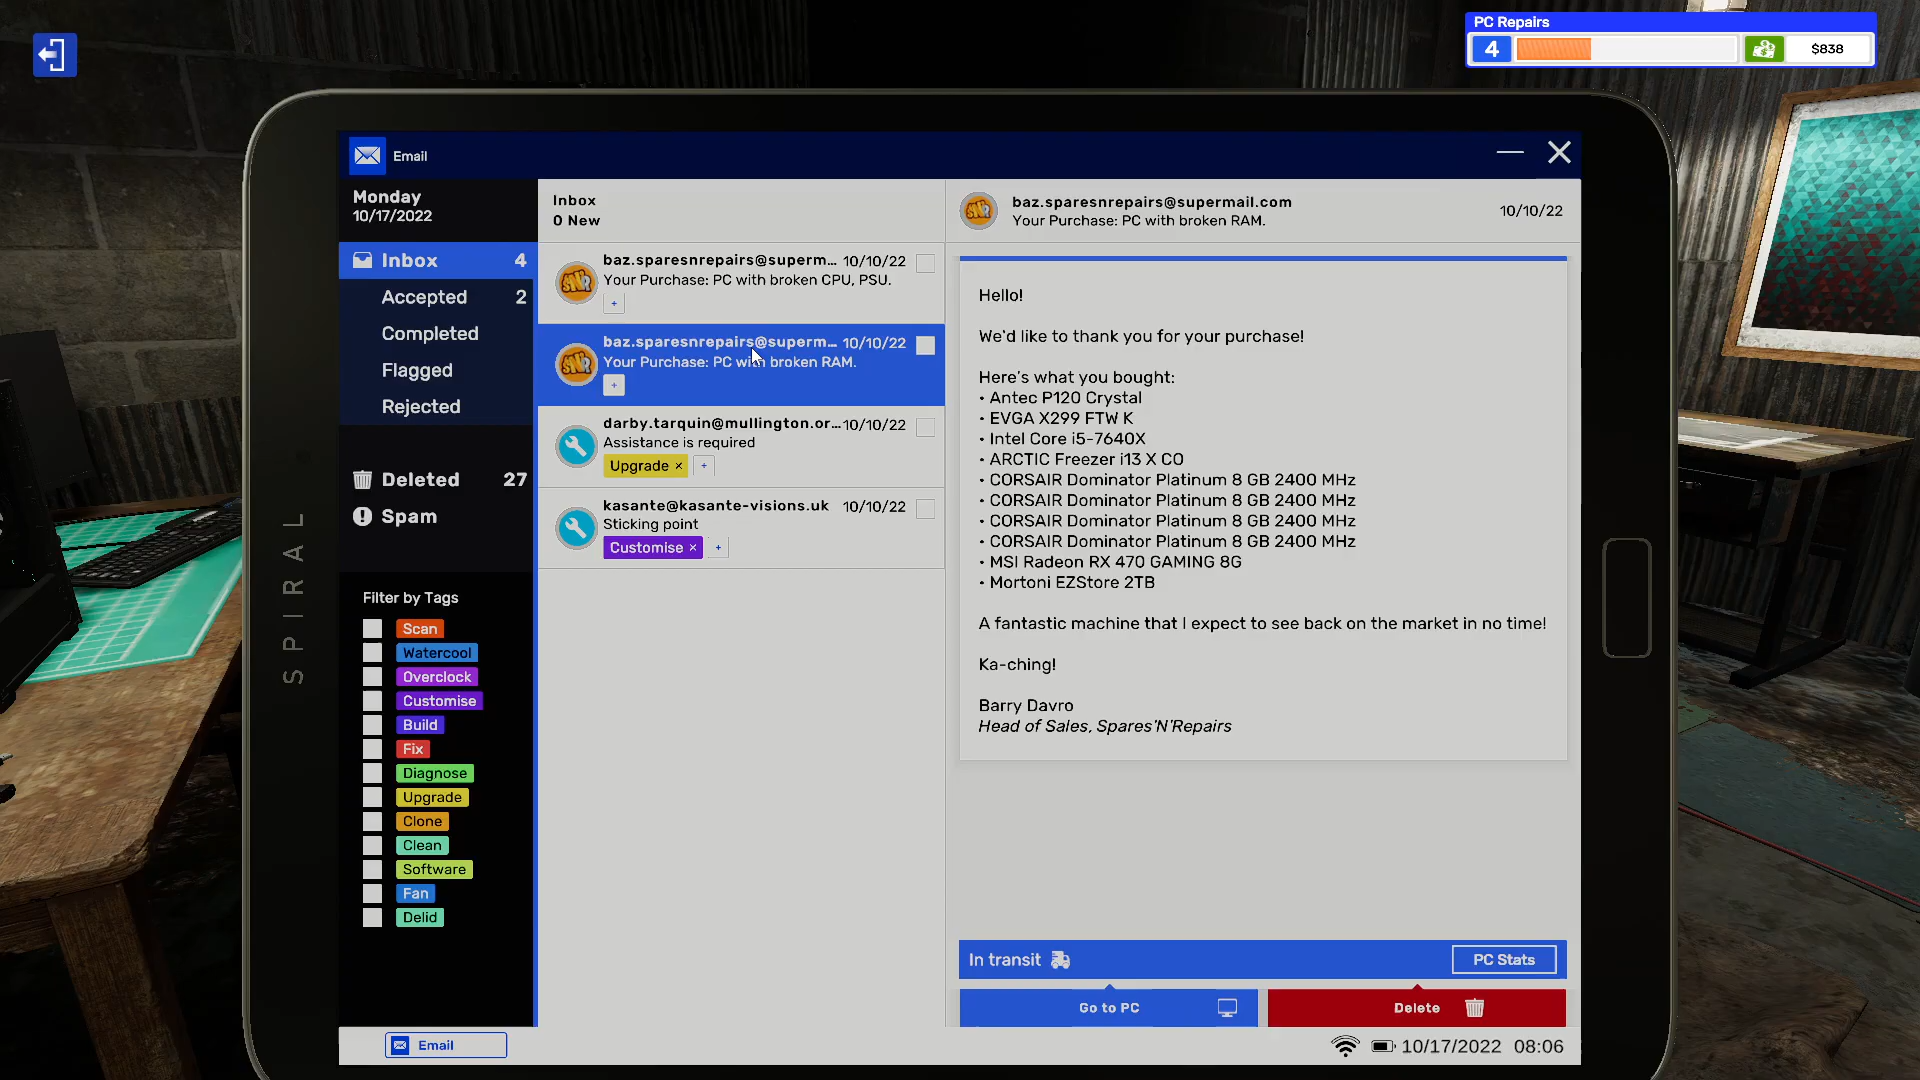 PC Repairs
4
$838
Email
Monday
10/17/2022
Inbox 4
Accepted 2
Completed
Flagged
Rejected
Deleted 27
Spam
Filter by Tags
Scan
Watercool
Overclock
Customise
Build
Fix
Diagnose
Upgrade
Clone
Clean
Software
Fan
Delid
Inbox
0 New
baz.sparesnrepairs@superm... 10/10/22
Your Purchase: PC with broken CPU, PSU.
+
baz.sparesnrepairs@superm... 10/10/22
Your Purchase: PC with broken RAM.
+
darby.tarquin@mullington.or... 10/10/22
Assistance is required
Upgrade × +
kasante@kasante-visions.uk 10/10/22
Sticking point
Customise × +
baz.sparesnrepairs@supermail.com 10/10/22
Your Purchase: PC with broken RAM.
Hello!
We'd like to thank you for your purchase!
Here's what you bought:
• Antec P120 Crystal
• EVGA X299 FTW K
• Intel Core i5-7640X
• ARCTIC Freezer i13 X CO
• CORSAIR Dominator Platinum 8 GB 2400 MHz
• CORSAIR Dominator Platinum 8 GB 2400 MHz
• CORSAIR Dominator Platinum 8 GB 2400 MHz
• CORSAIR Dominator Platinum 8 GB 2400 MHz
• MSI Radeon RX 470 GAMING 8G
• Mortoni EZStore 2TB
A fantastic machine that I expect to see back on the market in no time!
Ka-ching!
Barry Davro
Head of Sales, Spares'N'Repairs
In transit
PC Stats
Go to PC
Delete
Email
10/17/2022 08:06
SPIRAL
SNR
SNR
SNR